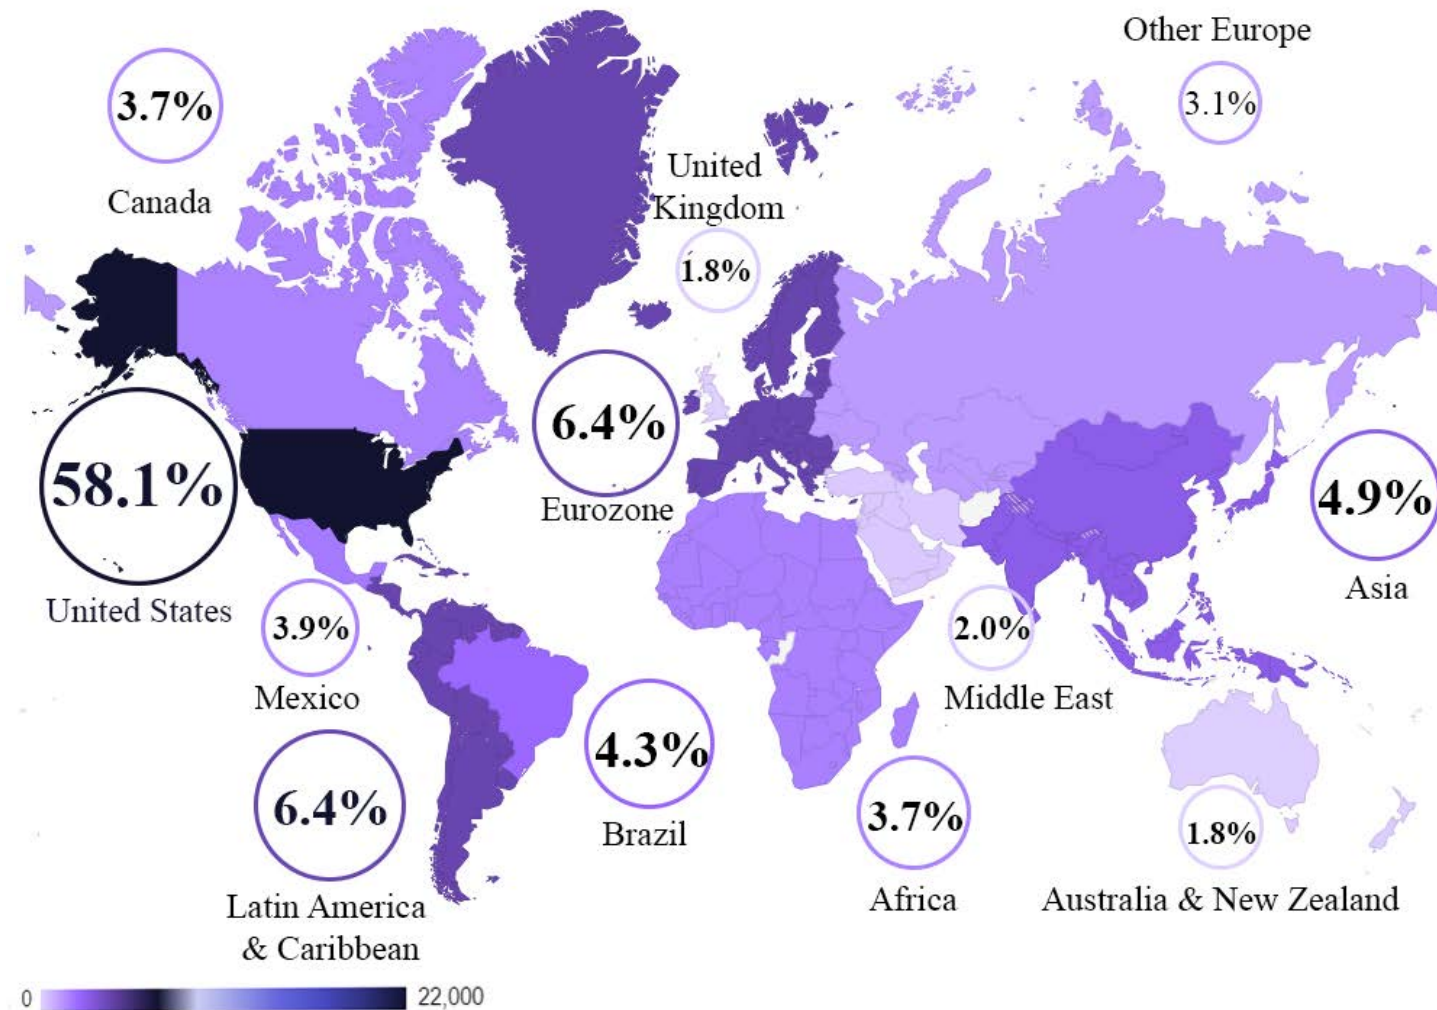 Other Europe
3.1%
3.7%
Canada
United
Kingdom
1.8%
58.1%
United States
6.4%
Eurozone
4.9%
Asia
3.9%
Mexico
2.0%
Middle East
6.4%
Latin America
& Caribbean
4.3%
Brazil
3.7%
Africa
1.8%
Australia & New Zealand
0
22,000